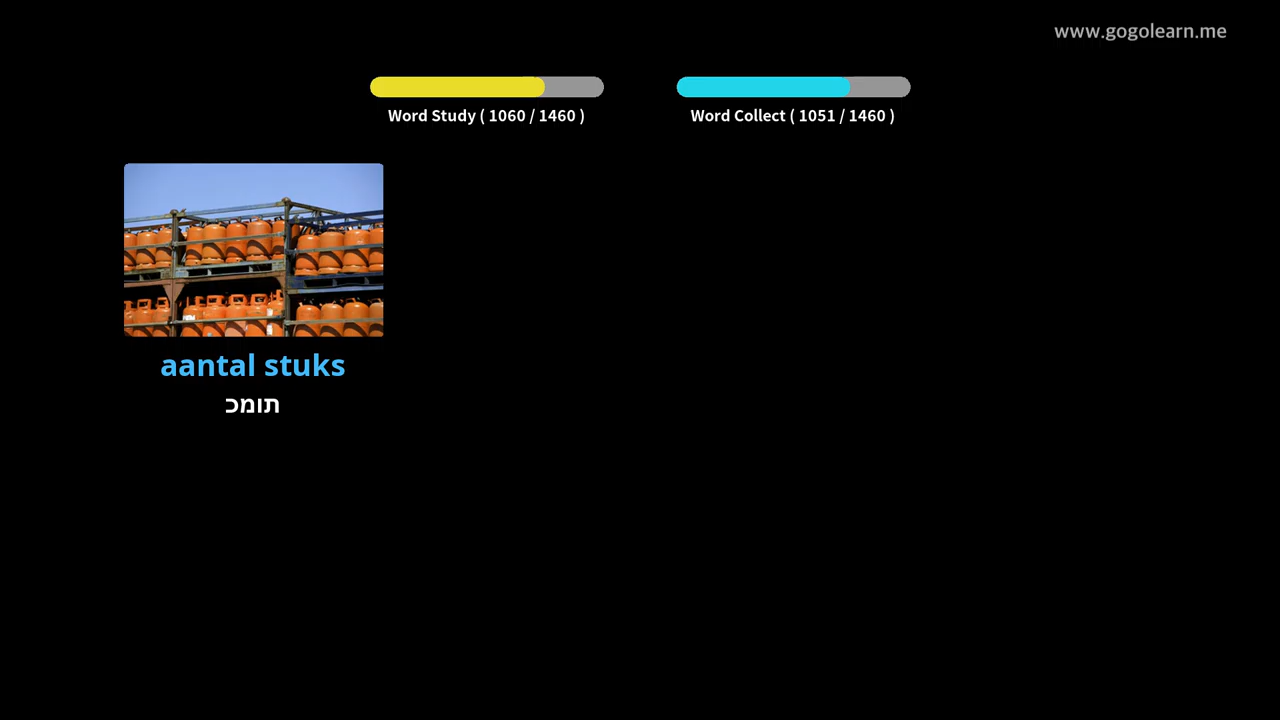 www.gogolearn.me
Word Study ( 1060 / 1460 )
Word Collect ( 1051 / 1460 )
aantal stuks
תומכ